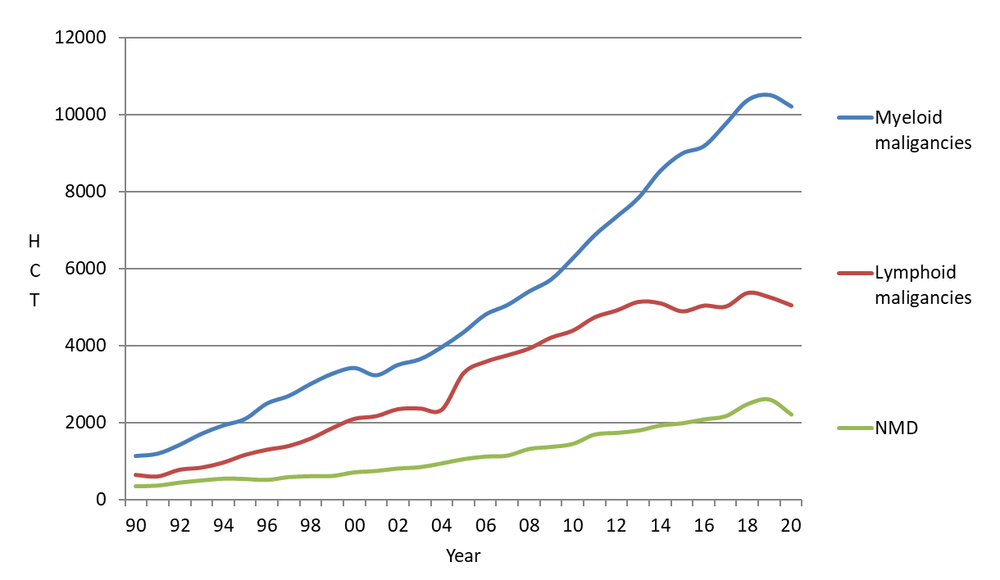 12000
10000
8000
6000
4000
2000
0
H
C
T
90 92 94 96 98 00 02 04 06 08 10 12 14 16 18 20
Year
Myeloid
maligancies
Lymphoid
maligancies
NMD